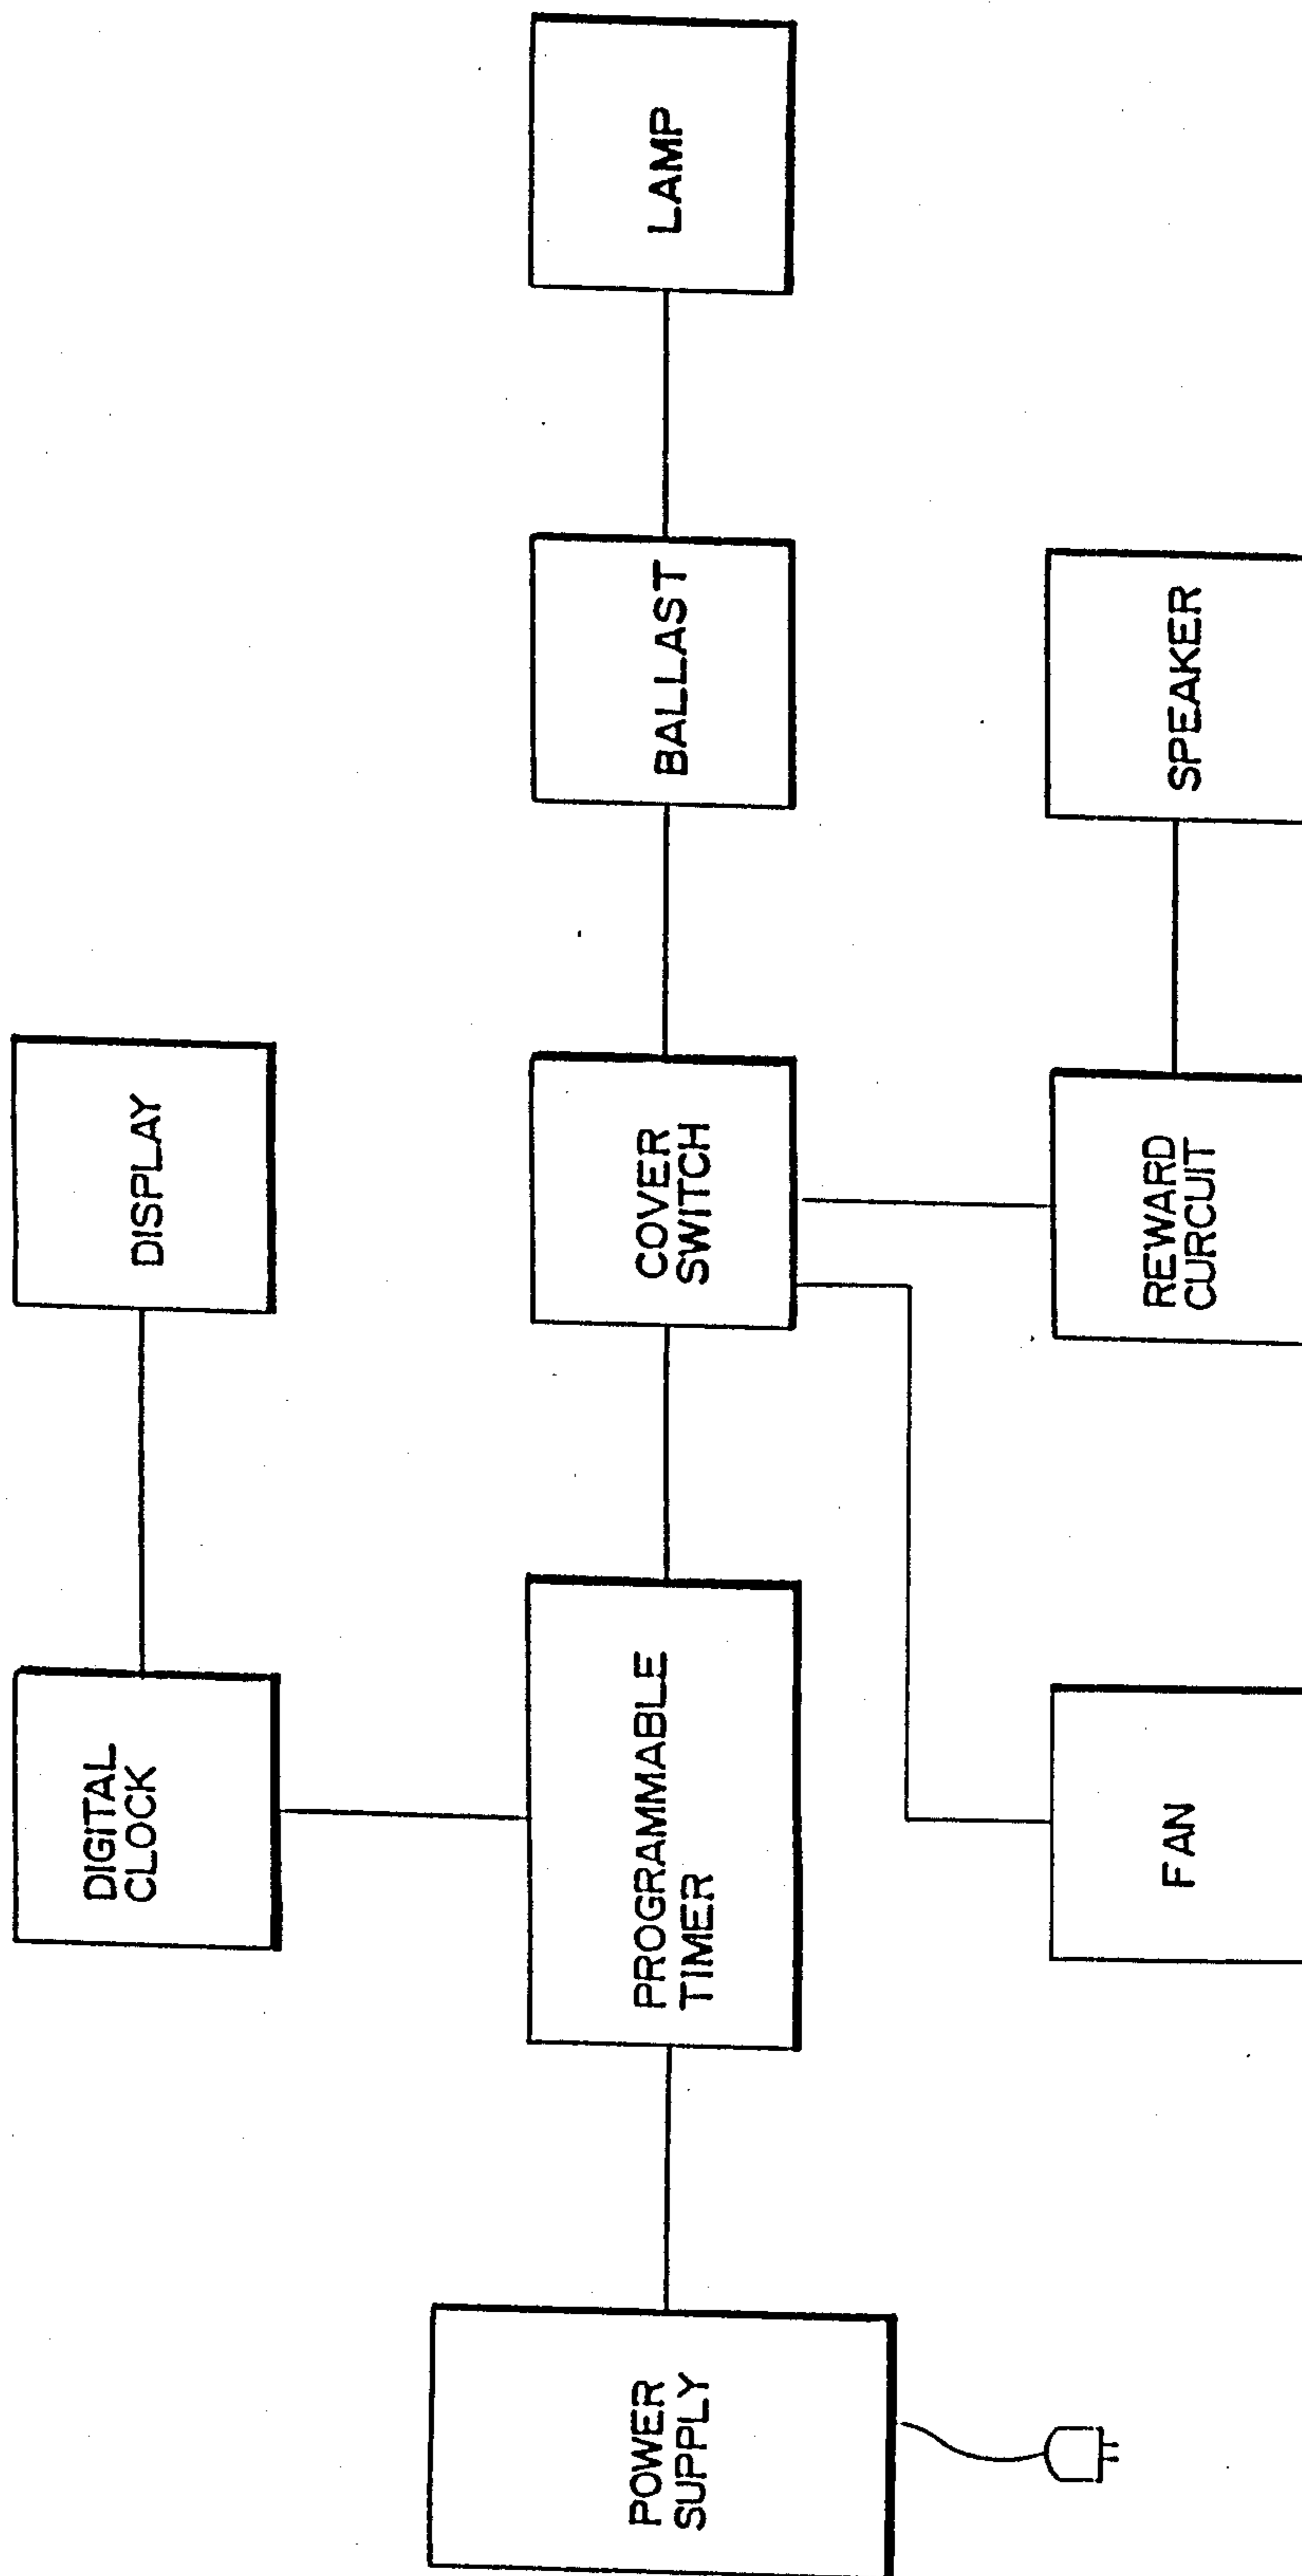 DISPLAY
DIGITAL
CLOCK
LAMP
BALLAST
COVER
SWITCH
PROGRAMMABLE
TIMER
POWER
SUPPLY
SPEAKER
REWARD
CURCUIT
FAN